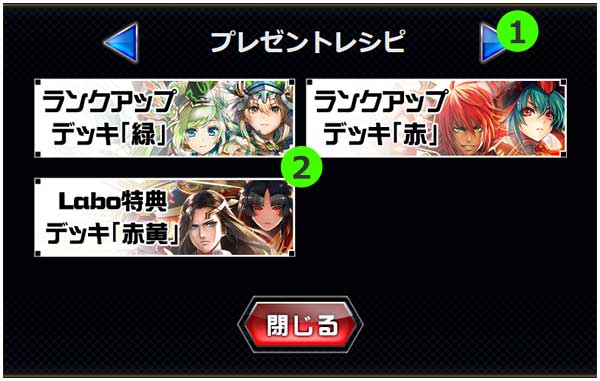 プレゼントレシピ
1
ランクアップ
デッキ「緑」
ランクアップ
デッキ「赤」
2
Labo特典
デッキ「赤黄」
閉じる